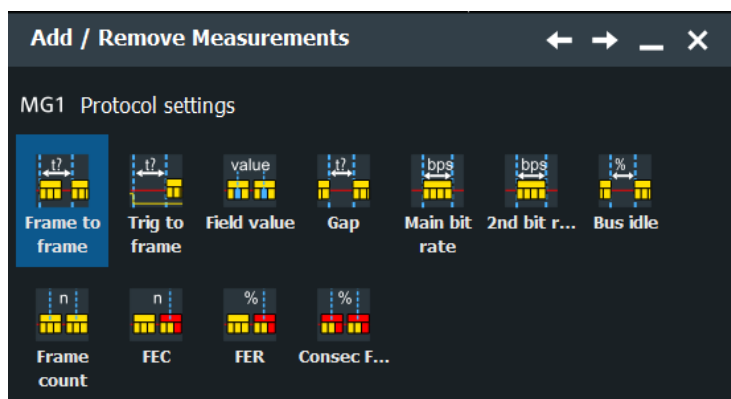 Add / Remove Measurements
MG1 Protocol settings
t? t? value t? bps bps %
Frame to Trig to Field value Gap Main bit 2nd bit r... Bus idle
frame frame rate
n n % %
Frame FEC FER Consec F...
count